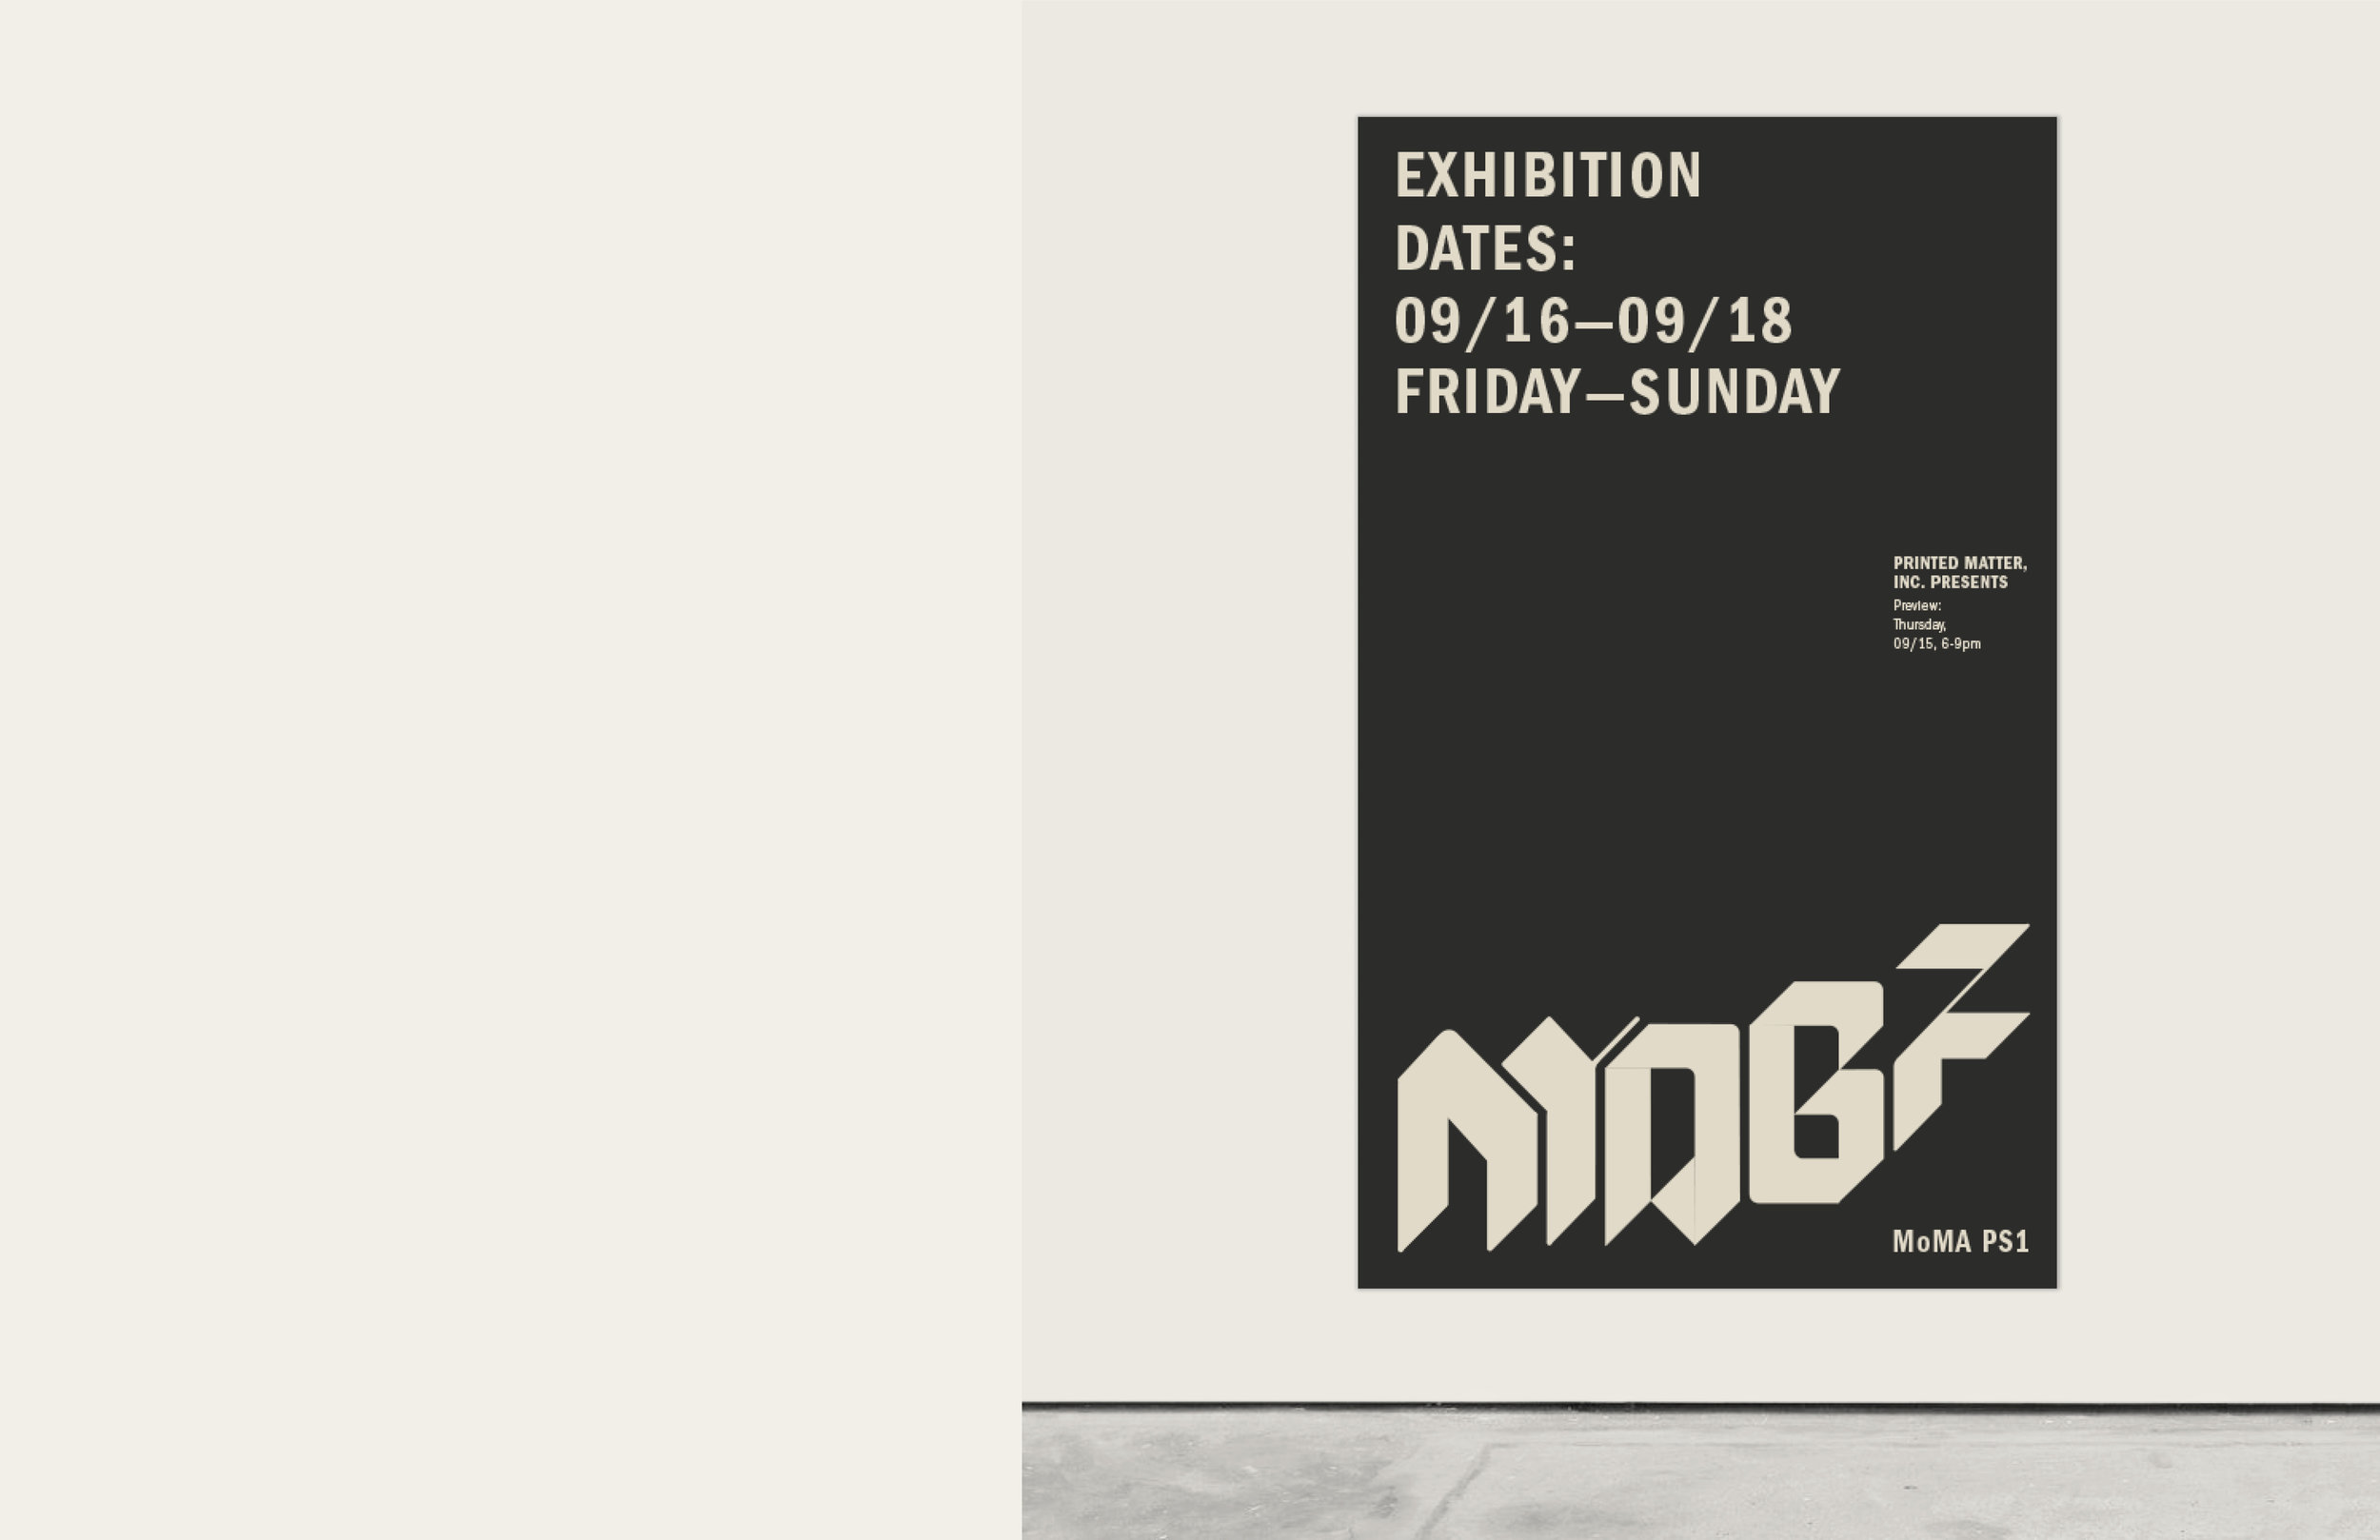 EXHIBITION
DATES:
09/16—09/18
FRIDAY—SUNDAY
PRINTED MATTER,
INC. PRESENTS
Preview:
Thursday,
09/15, 6-9pm
NYABF
MoMA PS1